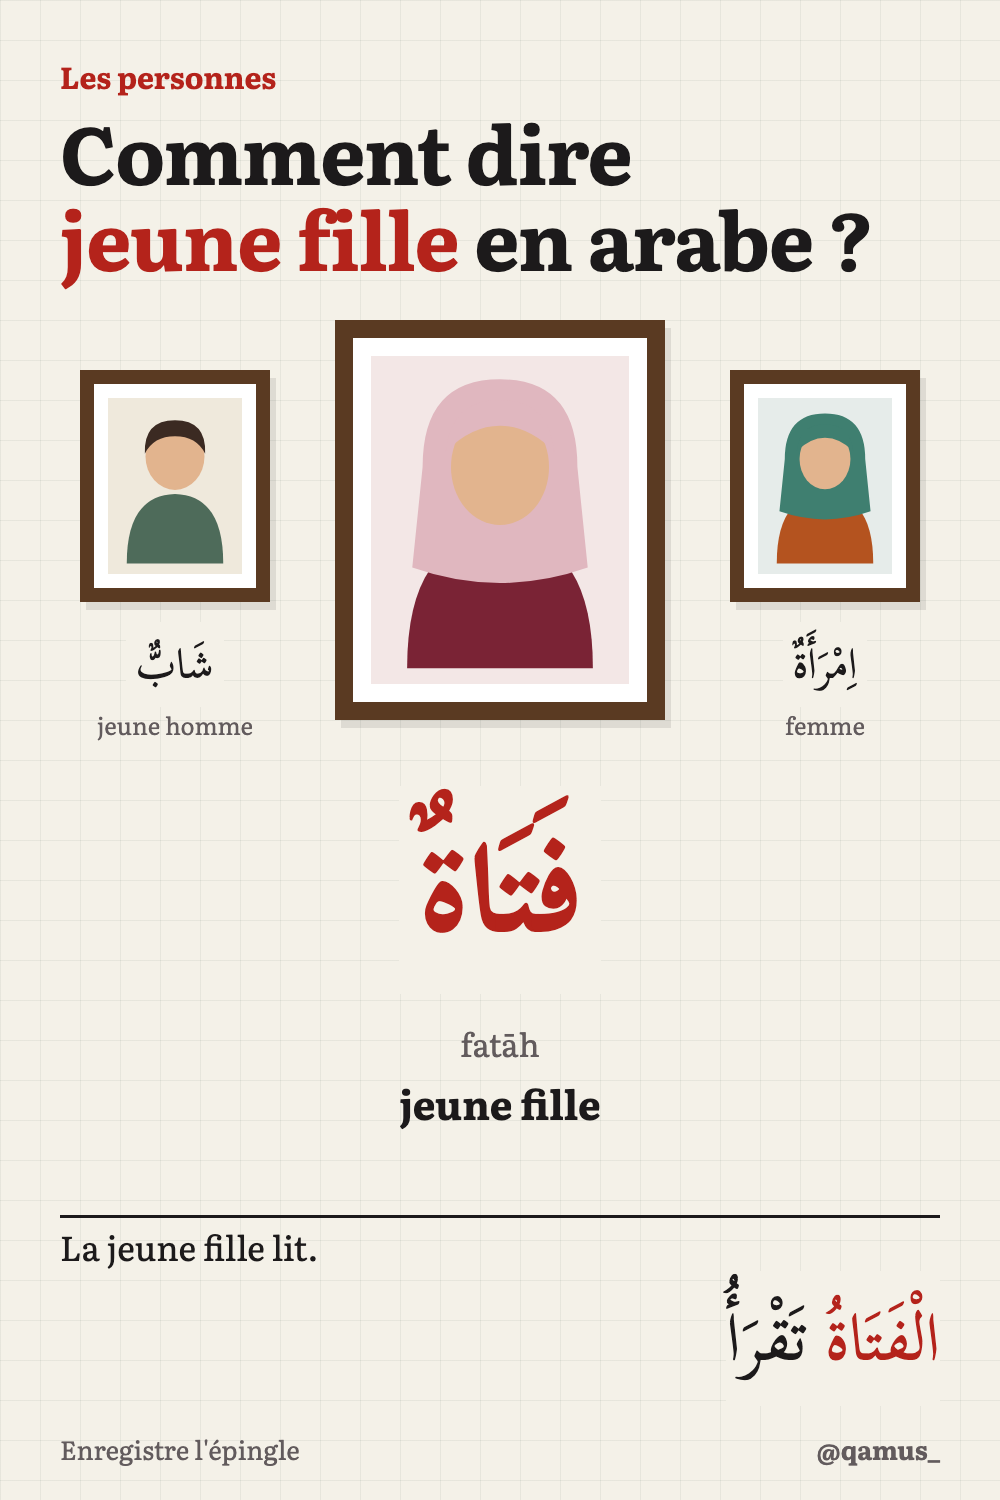 Les personnes
Comment dire
jeune fille en arabe ?
شَابٌّ
jeune homme
اِمْرَأَةٌ
femme
فَتَاةٌ
fatāh
jeune fille
La jeune fille lit.
الْفَتَاةُ تَقْرَأُ
Enregistre l'épingle
@qamus_